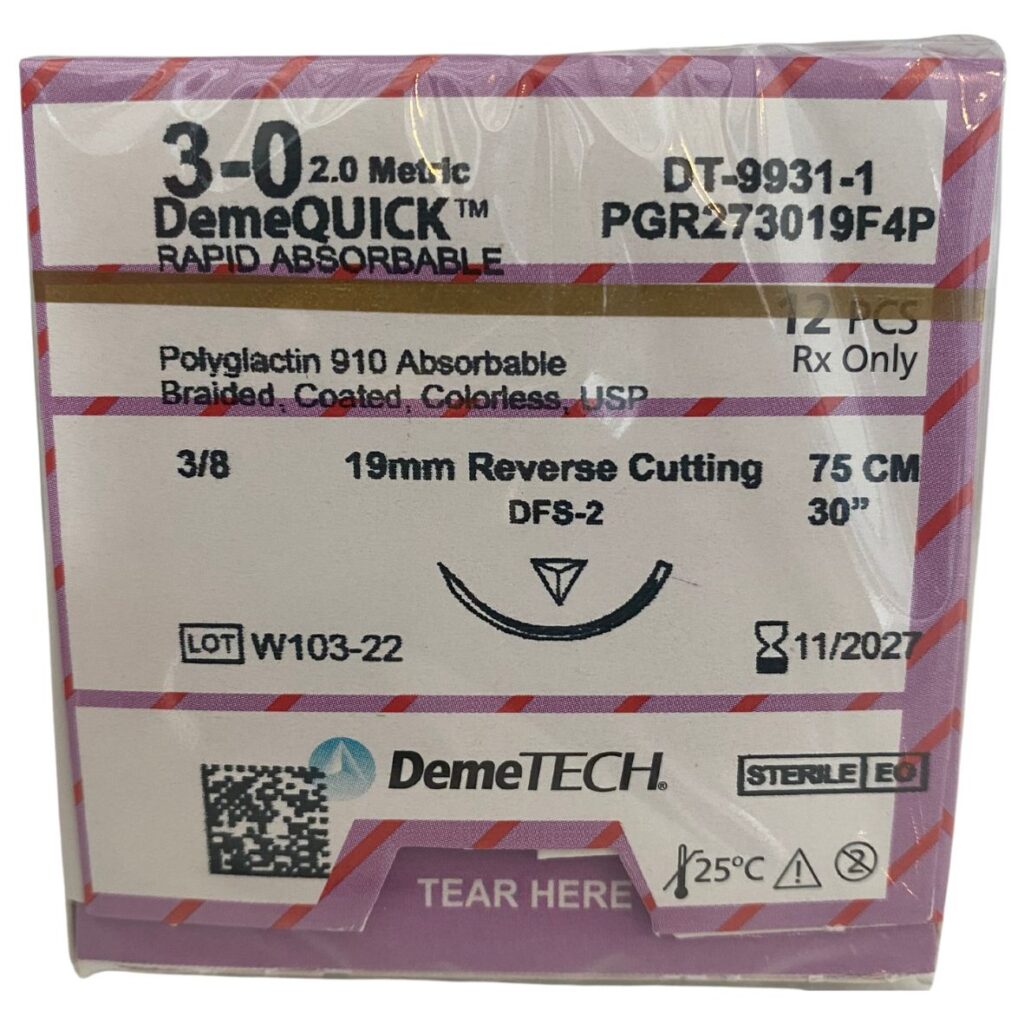 3-0 2.0 Metric
DemeQUICK™
RAPID ABSORBABLE
DT-9931-1
PGR273019F4P
12 PCS
Rx Only
Polyglactin 910 Absorbable
Braided, Coated, Colorless, USP
3/8
19mm Reverse Cutting
DFS-2
75 CM
30”
LOT W103-22
11/2027
DemeTECH®
STERILE EO
25°C
2
TEAR HERE